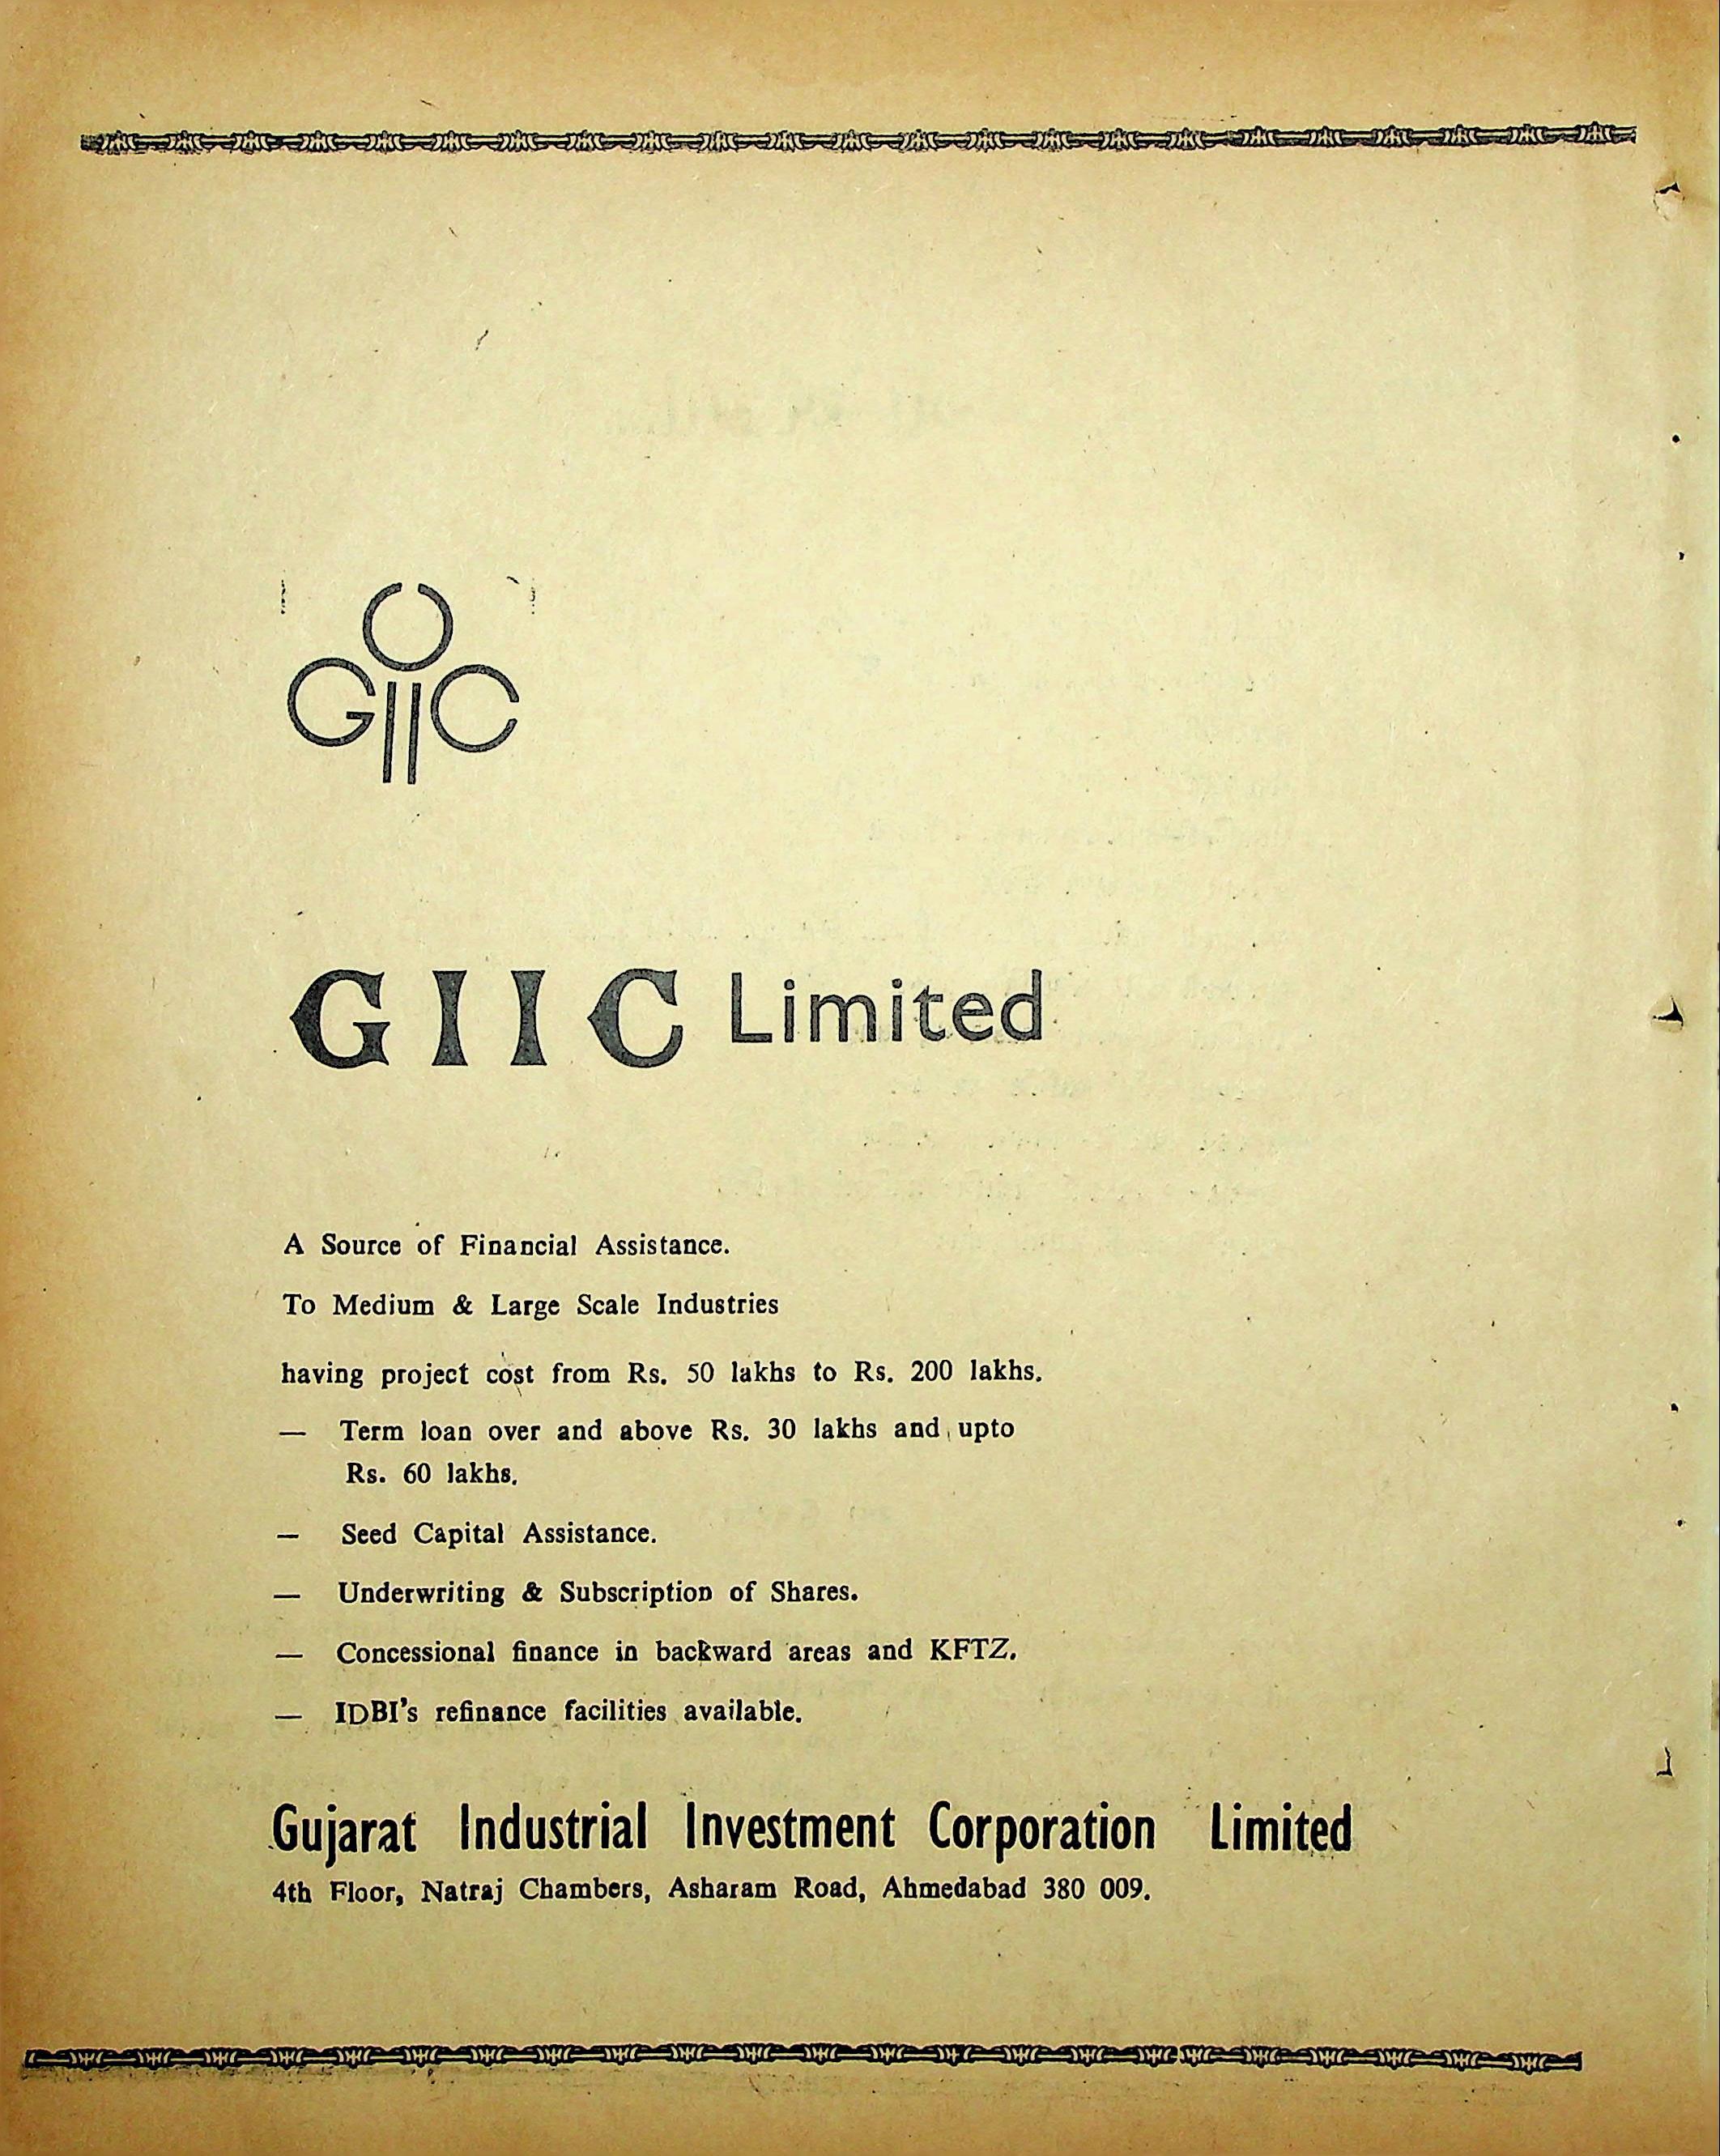 GIIC
G I I C Limited
A Source of Financial Assistance.
To Medium & Large Scale Industries
having project cost from Rs. 50 lakhs to Rs. 200 lakhs.
— Term loan over and above Rs. 30 lakhs and upto
Rs. 60 lakhs.
— Seed Capital Assistance.
— Underwriting & Subscription of Shares.
— Concessional finance in backward areas and KFTZ.
— IDBI's refinance facilities available.
Gujarat Industrial Investment Corporation Limited
4th Floor, Natraj Chambers, Asharam Road, Ahmedabad 380 009.